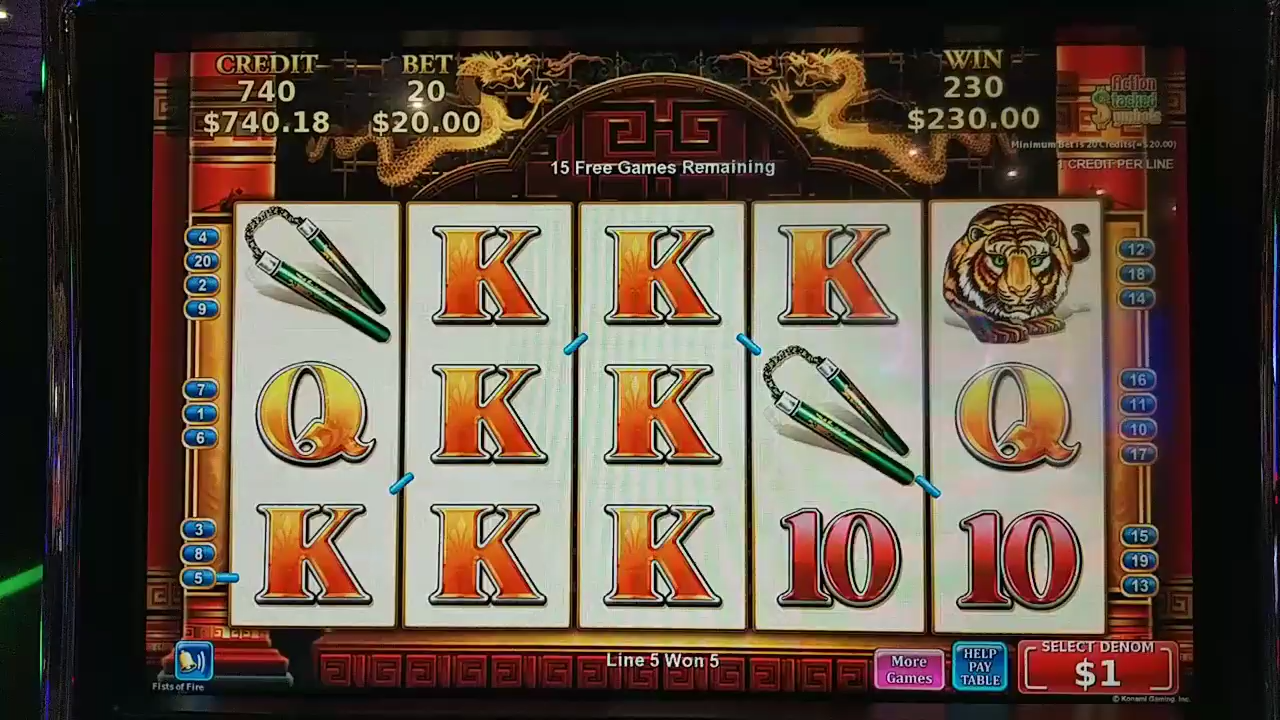 CREDIT BET WIN
740 20 230
$740.18 $20.00 $230.00
Action
$tacked
Symbols
Minimum Bet is 20 Credits(=$20.00)
1 CREDIT PER LINE
15 Free Games Remaining
K K K
4 12
20 18
2 14
9
7 Q K K Q 16
1 11
6 10
17
3 K K K 10 10 15
8 19
5 13
Line 5 Won 5
More
Games
HELP
PAY
TABLE
SELECT DENOM
$1
Fists of Fire
© Konami Gaming, Inc.